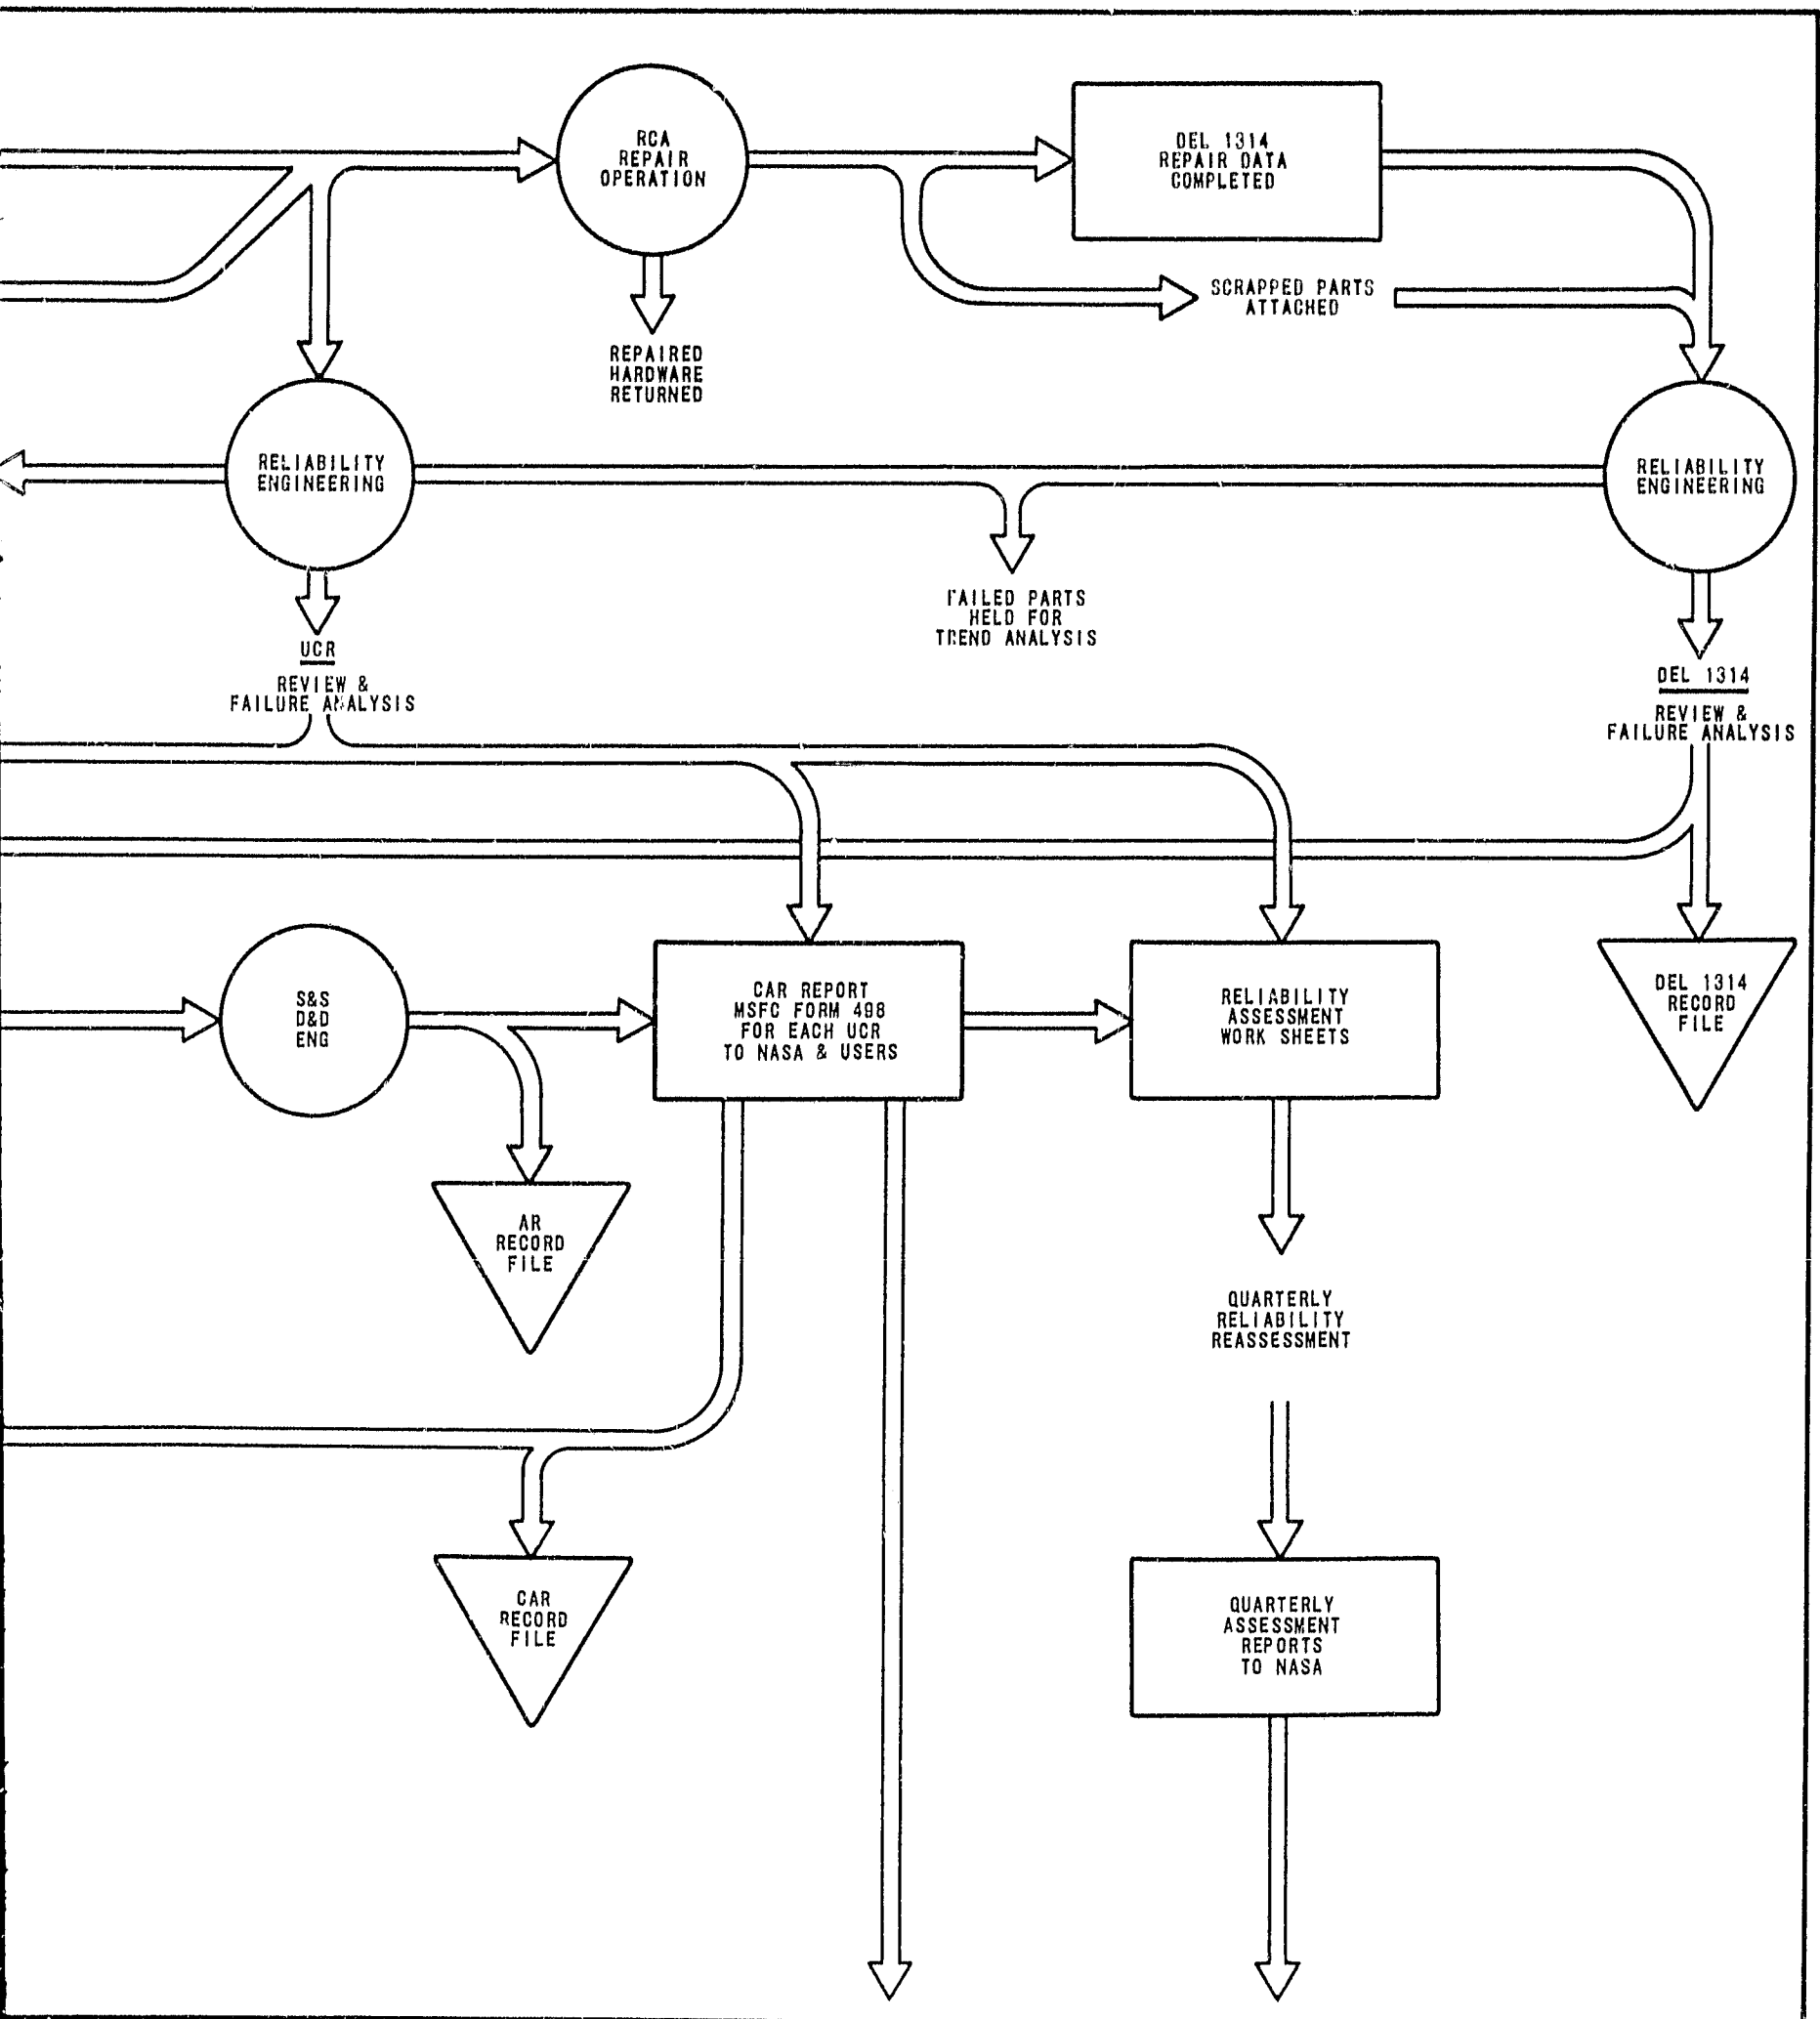 RCA
REPAIR
OPERATION
DEL 1314
REPAIR DATA
COMPLETED
SCRAPPED PARTS
ATTACHED
REPAIRED
HARDWARE
RETURNED
RELIABILITY
ENGINEERING
RELIABILITY
ENGINEERING
FAILED PARTS
HELD FOR
TREND ANALYSIS
UCR
REVIEW &
FAILURE ANALYSIS
DEL 1314
REVIEW &
FAILURE ANALYSIS
S&S
D&D
ENG
CAR REPORT
MSFC FORM 498
FOR EACH UCR
TO NASA & USERS
RELIABILITY
ASSESSMENT
WORK SHEETS
DEL 1314
RECORD
FILE
AR
RECORD
FILE
QUARTERLY
RELIABILITY
REASSESSMENT
CAR
RECORD
FILE
QUARTERLY
ASSESSMENT
REPORTS
TO NASA